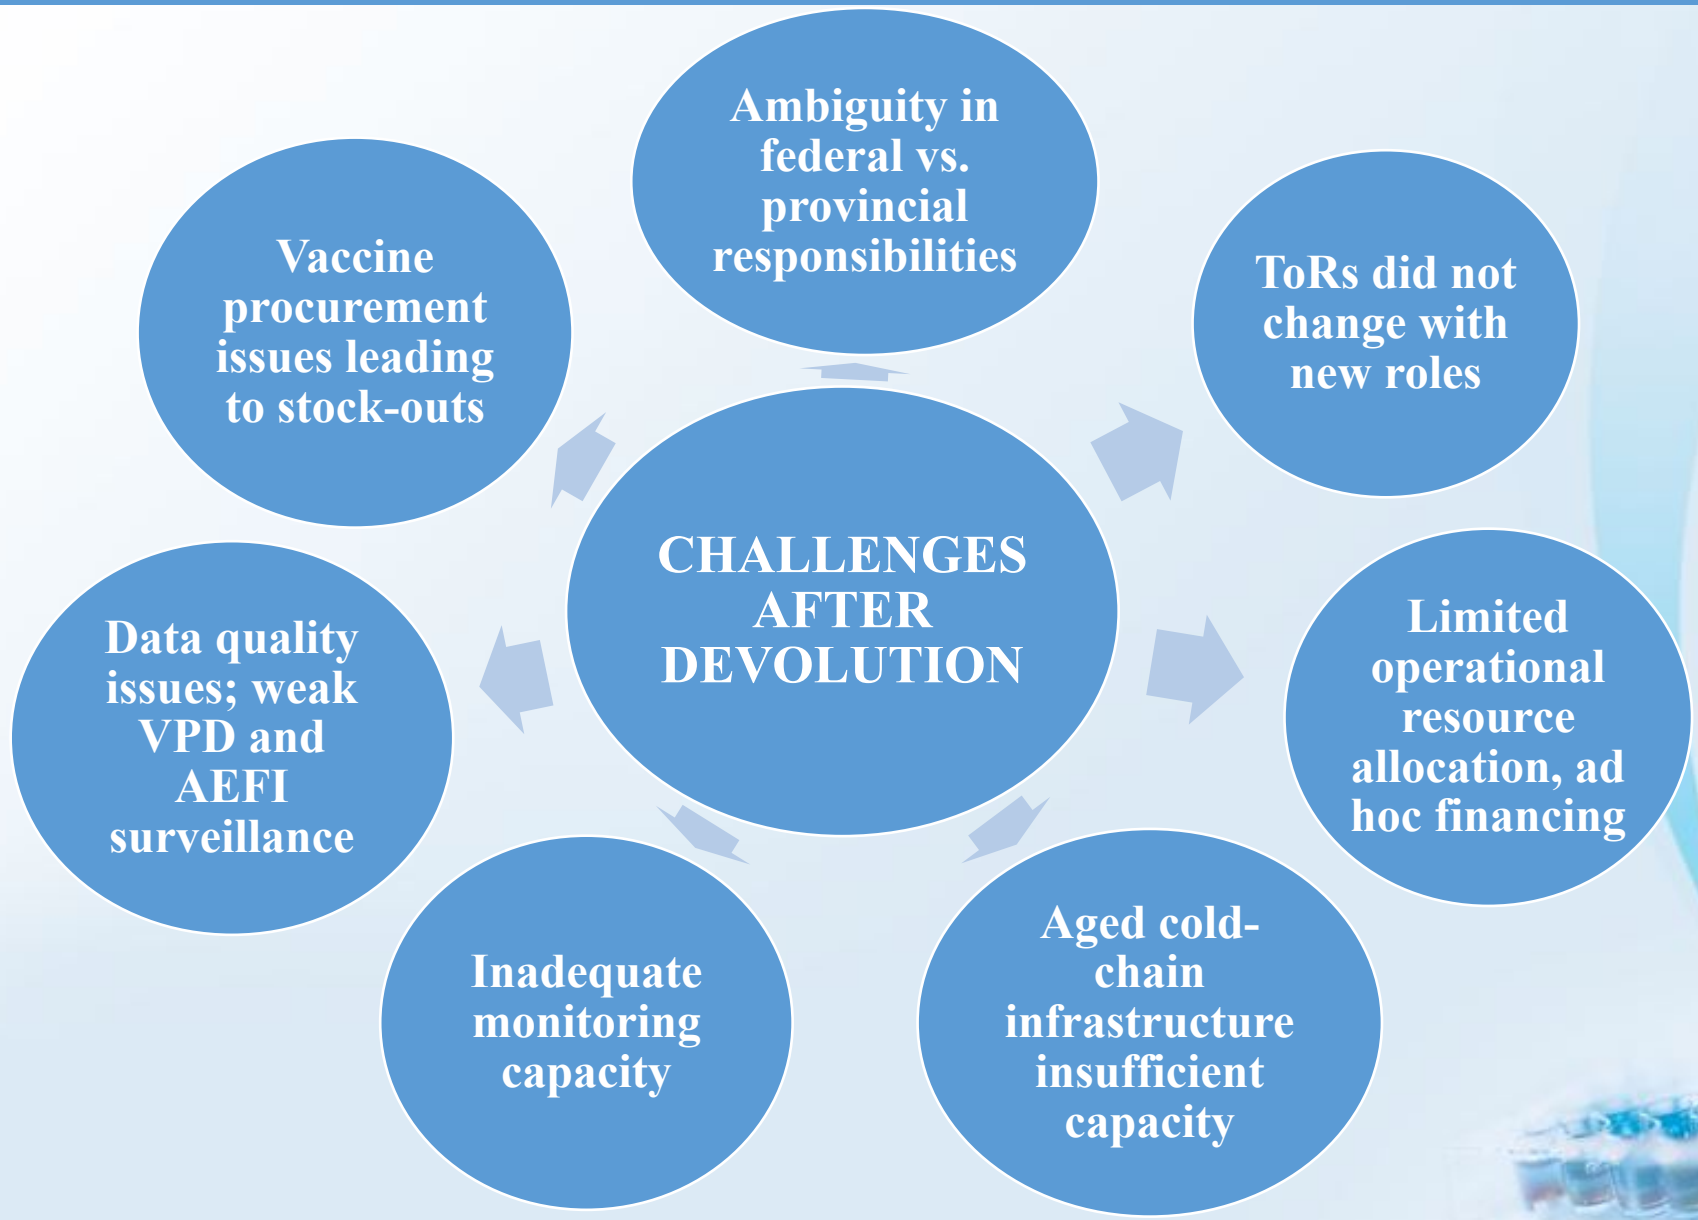 Ambiguity in
federal vs.
provincial
responsibilities
ToRs did not
change with
new roles
Limited
operational
resource
allocation, ad
hoc financing
Aged cold-
chain
infrastructure
insufficient
capacity
Inadequate
monitoring
capacity
Data quality
issues; weak
VPD and
AEFI
surveillance
Vaccine
procurement
issues leading
to stock-outs
CHALLENGES
AFTER
DEVOLUTION